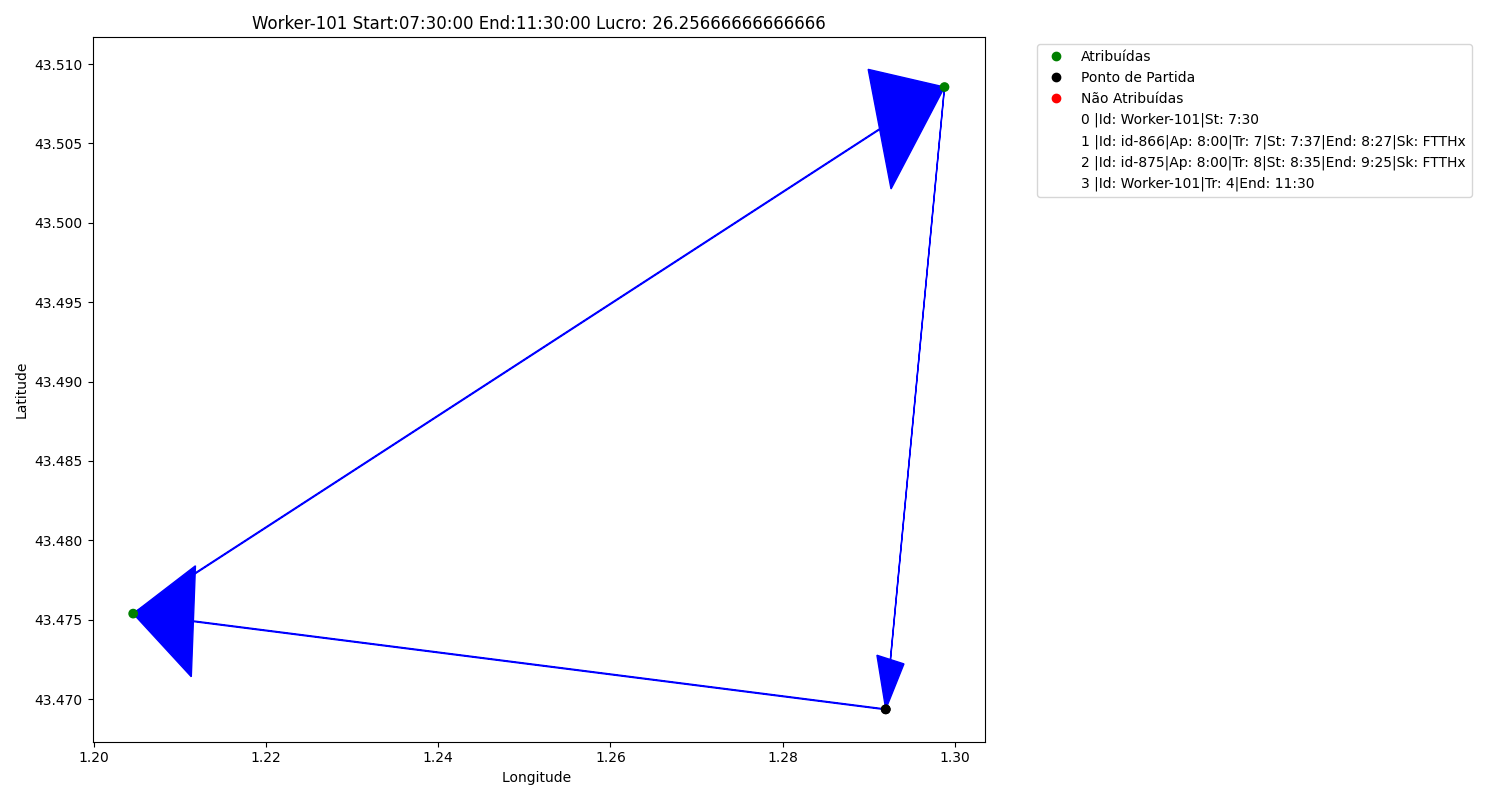 Worker-101 Start:07:30:00 End:11:30:00 Lucro: 26.25666666666666
Atribuídas
Ponto de Partida
Não Atribuídas
0 |Id: Worker-101|St: 7:30
1 |Id: id-866|Ap: 8:00|Tr: 7|St: 7:37|End: 8:27|Sk: FTTHx
2 |Id: id-875|Ap: 8:00|Tr: 8|St: 8:35|End: 9:25|Sk: FTTHx
3 |Id: Worker-101|Tr: 4|End: 11:30
43.510
43.505
43.500
43.495
43.490
43.485
43.480
43.475
43.470
Latitude
1.20 1.22 1.24 1.26 1.28 1.30
Longitude